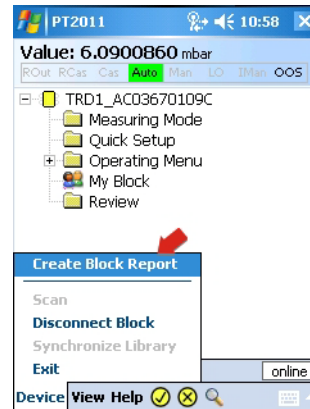 PT2011 10:58
Value: 6.0900860 mbar
ROut RCas Cas Auto Man LO IMan OOS
TRD1_AC03670109C
Measuring Mode
Quick Setup
Operating Menu
My Block
Review
Create Block Report
Scan
Disconnect Block
Synchronize Library
Exit
online
Device View Help